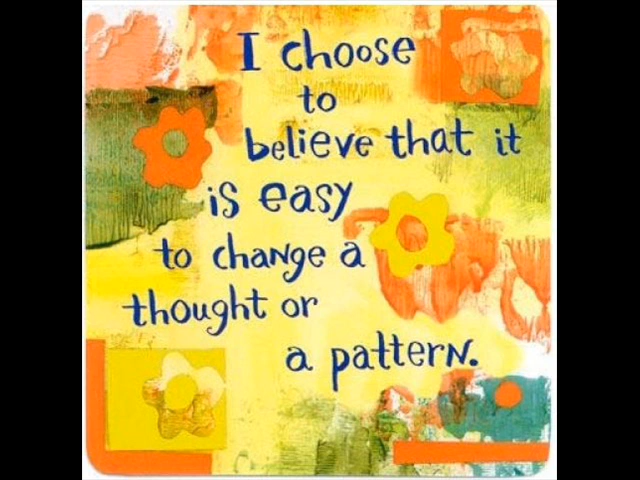 I choose
to
believe that it
is easy
to change a
thought or
a pattern.